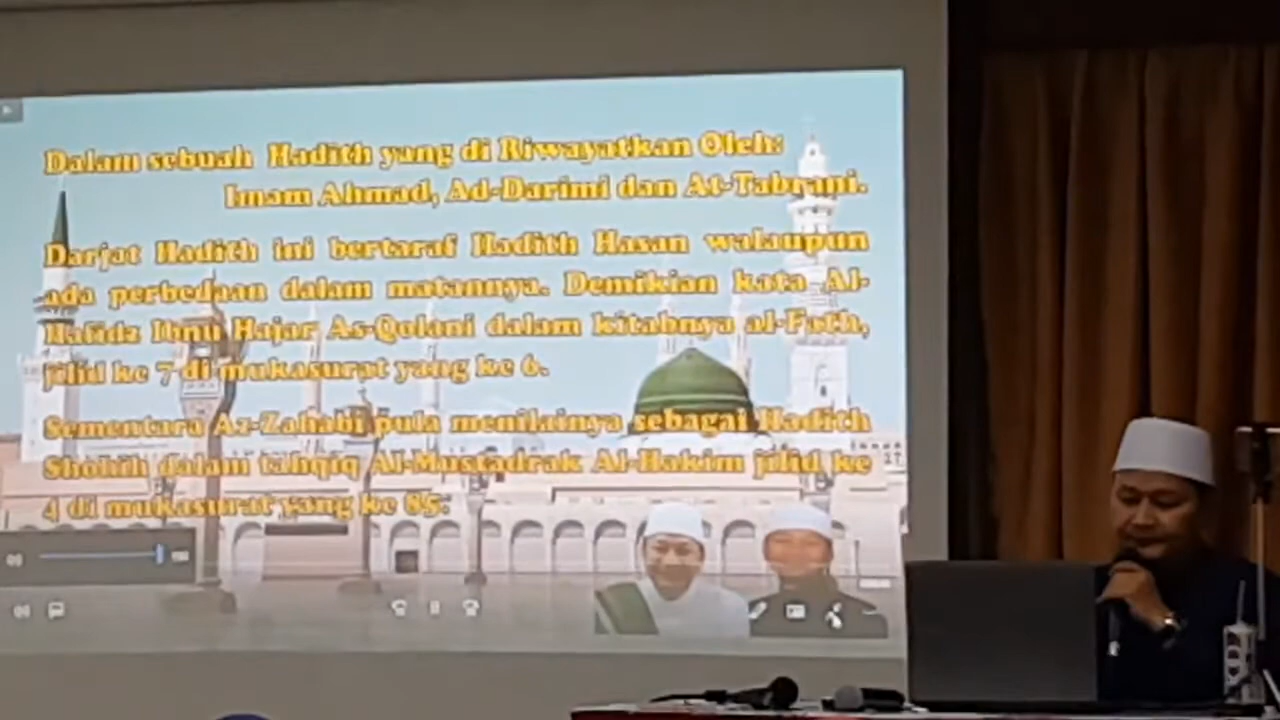 Dalam sebuah Hadith yang di Riwayatkan Oleh:
Imam Ahmad, Ad-Darimi dan At-Tabrani.
Darjat Hadith ini bertaraf Hadith Hasan walaupun
ada perbedaan dalam matannya. Demikian kata Al-
Hafidz Ibnu Hajar As-Qolani dalam kitabnya al-Fath,
jilid ke 7 di mukasurat yang ke 6.
Sementara Az-Zahabi pula menilainya sebagai Hadith
Shohih dalam tahqiq Al-Mustadrak Al-Hakim jilid ke
4 di mukasurat yang ke 85: